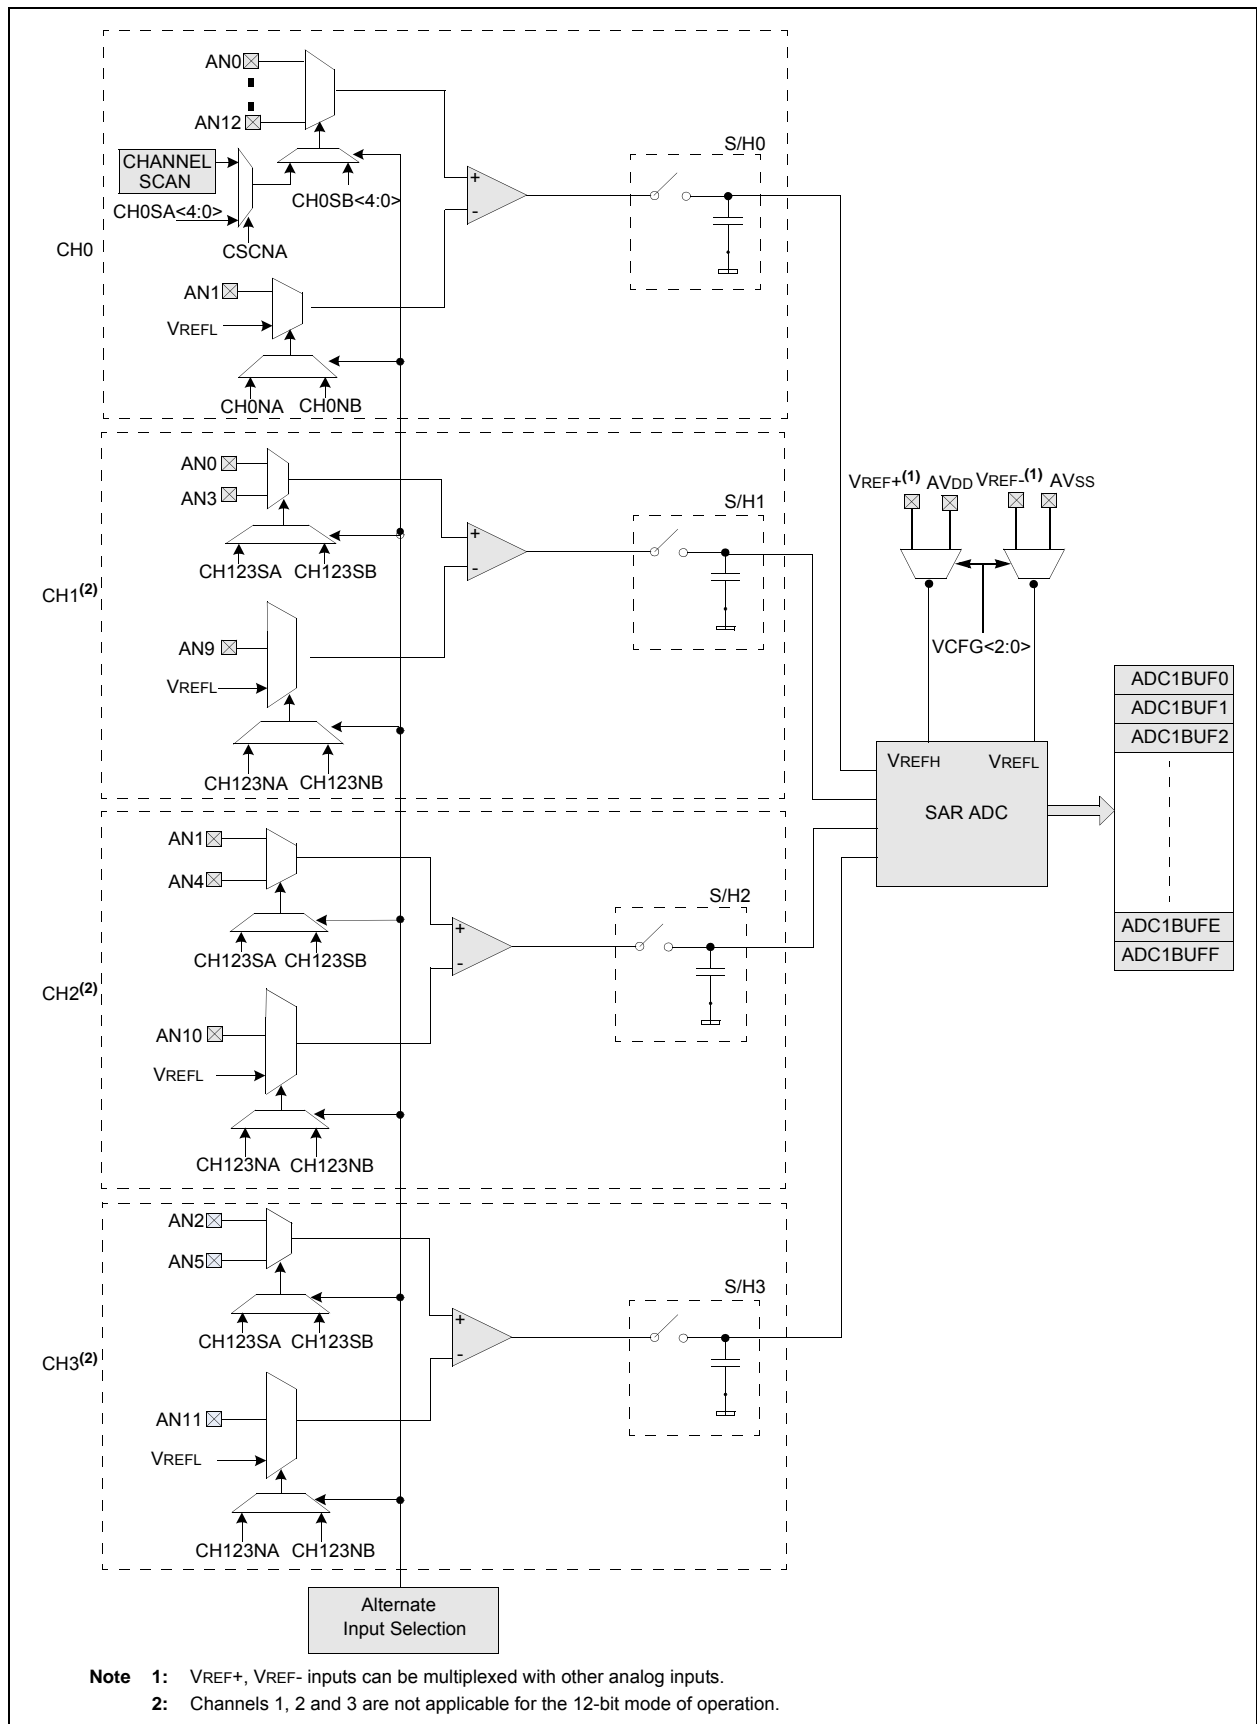 AN0
AN12
CHANNEL
SCAN
CH0SA<4:0>
CH0SB<4:0>
CSCNA
CH0
AN1
VREFL
CH0NA CH0NB
+
-
S/H0
AN0
AN3
CH123SA CH123SB
CH1(2)
AN9
VREFL
CH123NA CH123NB
+
-
S/H1
AN1
AN4
CH123SA CH123SB
CH2(2)
AN10
VREFL
CH123NA CH123NB
+
-
S/H2
AN2
AN5
CH123SA CH123SB
CH3(2)
AN11
VREFL
CH123NA CH123NB
+
-
S/H3
VREF+(1) AVDD VREF-(1) AVSS
VCFG<2:0>
VREFH VREFL
SAR ADC
ADC1BUF0
ADC1BUF1
ADC1BUF2
ADC1BUFE
ADC1BUFF
Alternate
Input Selection
Note 1: VREF+, VREF- inputs can be multiplexed with other analog inputs.
2: Channels 1, 2 and 3 are not applicable for the 12-bit mode of operation.